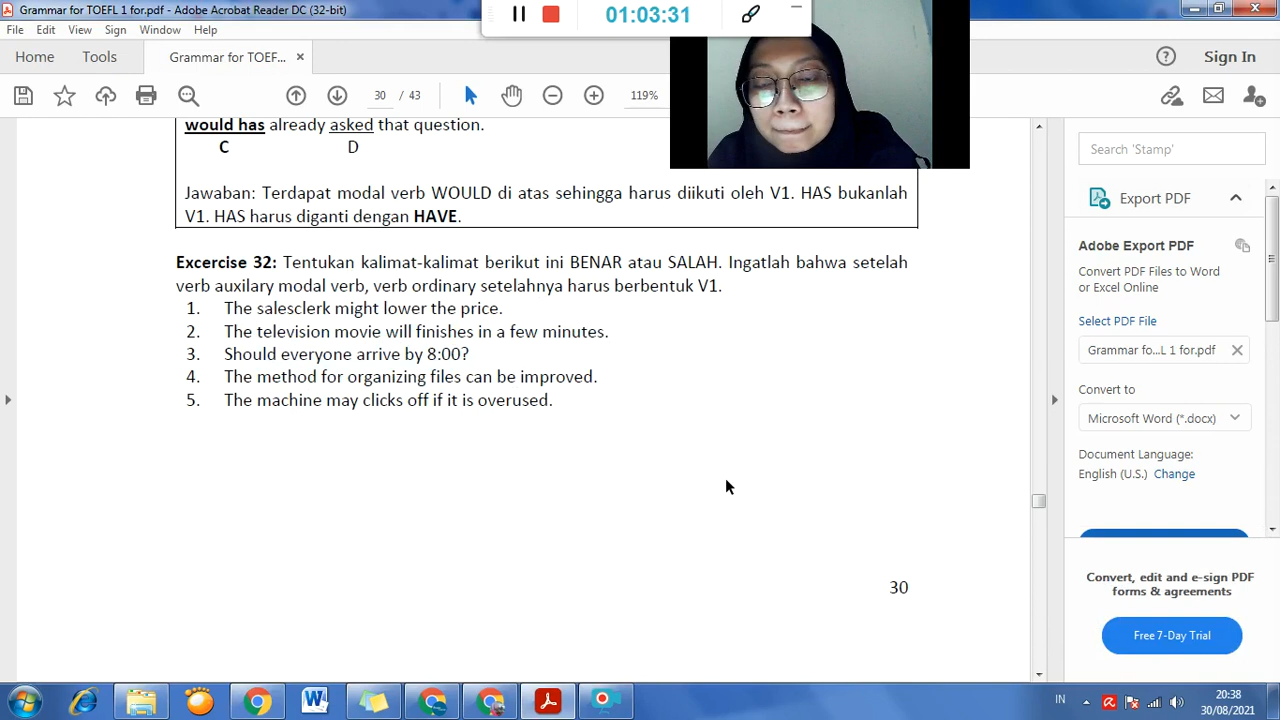 Grammar for TOEFL 1 for.pdf - Adobe Acrobat Reader DC (32-bit)
01:03:31
File Edit View Sign Window Help
Home Tools Grammar for TOEF... × Sign In
30 / 43 119%
would has already asked that question.
C D
Jawaban: Terdapat modal verb WOULD di atas sehingga harus diikuti oleh V1. HAS bukanlah
V1. HAS harus diganti dengan HAVE.
Excercise 32: Tentukan kalimat-kalimat berikut ini BENAR atau SALAH. Ingatlah bahwa setelah
verb auxilary modal verb, verb ordinary setelahnya harus berbentuk V1.
1. The salesclerk might lower the price.
2. The television movie will finishes in a few minutes.
3. Should everyone arrive by 8:00?
4. The method for organizing files can be improved.
5. The machine may clicks off if it is overused.
30
Search 'Stamp'
Export PDF
Adobe Export PDF
Convert PDF Files to Word
or Excel Online
Select PDF File
Grammar fo...L 1 for.pdf ×
Convert to
Microsoft Word (*.docx)
Document Language:
English (U.S.) Change
Convert, edit and e-sign PDF
forms & agreements
Free 7-Day Trial
IN
20:38
30/08/2021